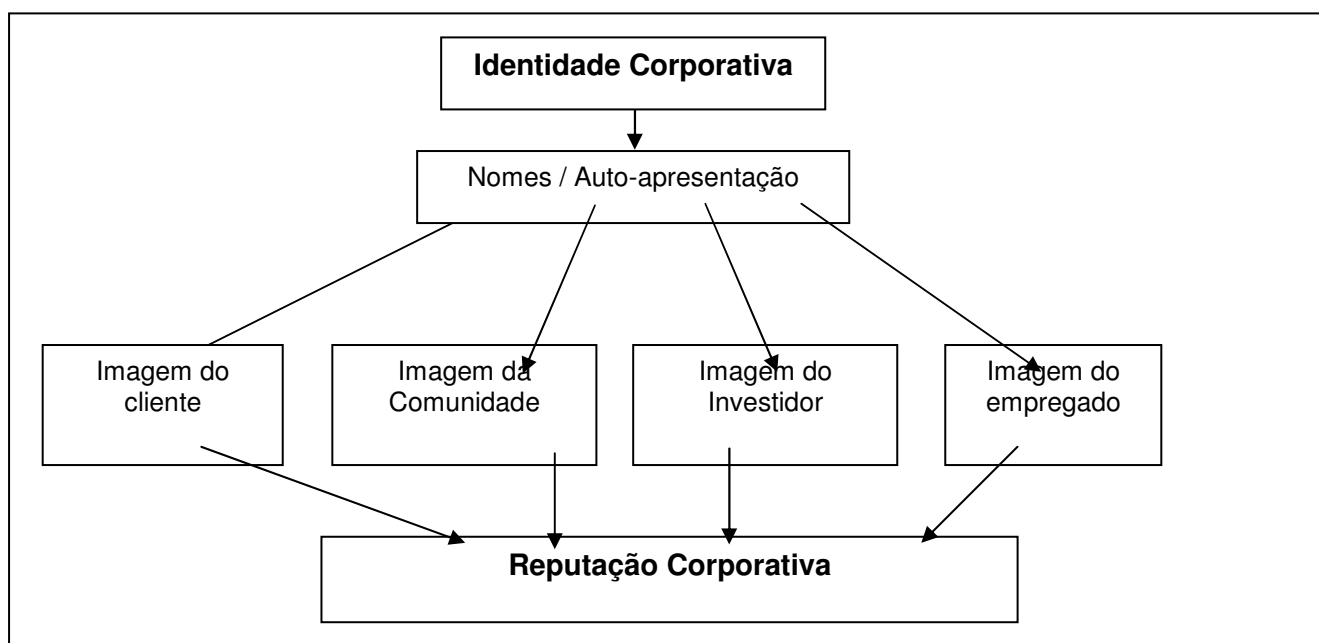 Identidade Corporativa
Nomes / Auto-apresentação
Imagem do
cliente
Imagem da
Comunidade
Imagem do
Investidor
Imagem do
empregado
Reputação Corporativa